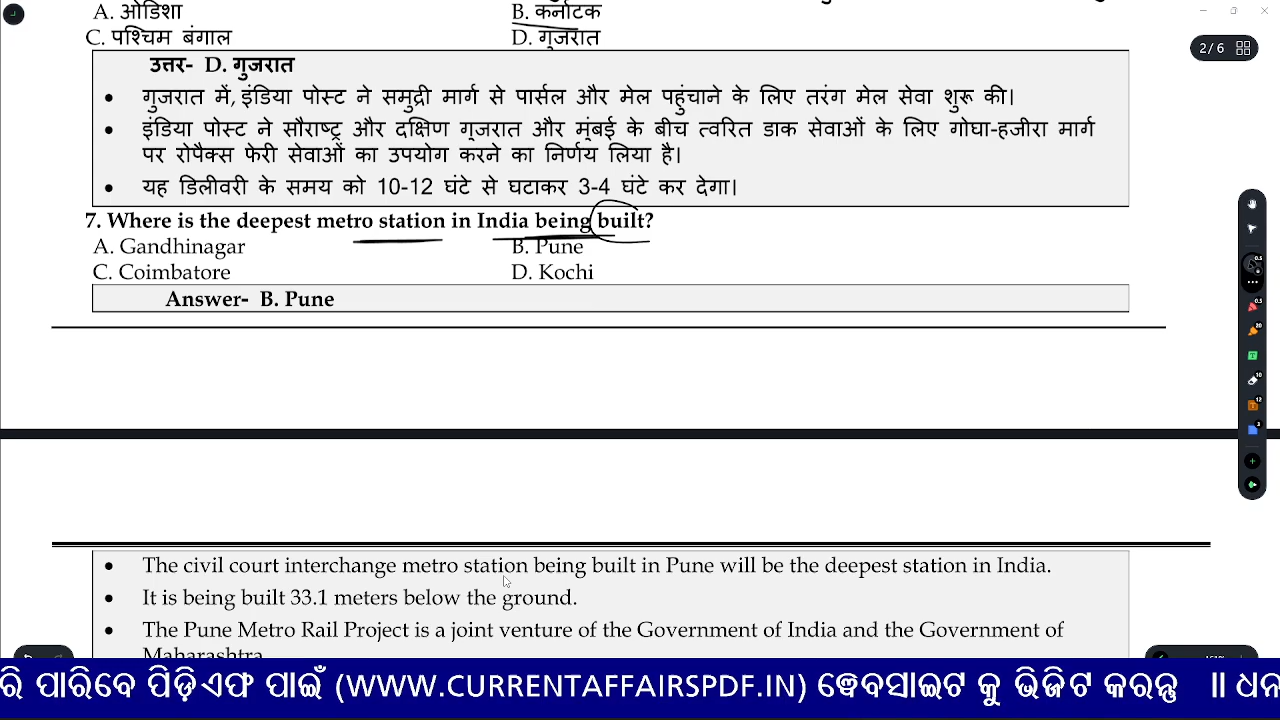 A. ओडिशा
B. कर्नाटक
C. पश्चिम बंगाल
D. गुजरात
उत्तर- D. गुजरात
• गुजरात में, इंडिया पोस्ट ने समुद्री मार्ग से पार्सल और मेल पहुंचाने के लिए तरंग मेल सेवा शुरू की।
• इंडिया पोस्ट ने सौराष्ट्र और दक्षिण गुजरात और मुंबई के बीच त्वरित डाक सेवाओं के लिए गोघा-हजीरा मार्ग
पर रोपैक्स फेरी सेवाओं का उपयोग करने का निर्णय लिया है।
• यह डिलीवरी के समय को 10-12 घंटे से घटाकर 3-4 घंटे कर देगा।
7. Where is the deepest metro station in India being built?
A. Gandhinagar
B. Pune
C. Coimbatore
D. Kochi
Answer- B. Pune
• The civil court interchange metro station being built in Pune will be the deepest station in India.
• It is being built 33.1 meters below the ground.
• The Pune Metro Rail Project is a joint venture of the Government of India and the Government of
Maharashtra
ରି ପାରିବେ ପିଡ଼ିଏଫ ପାଇଁ (WWW.CURRENTAFFAIRSPDF.IN) ୱେବସାଇଟ କୁ ଭିଜିଟ କରନ୍ତୁ ॥ ଧନ
2/6